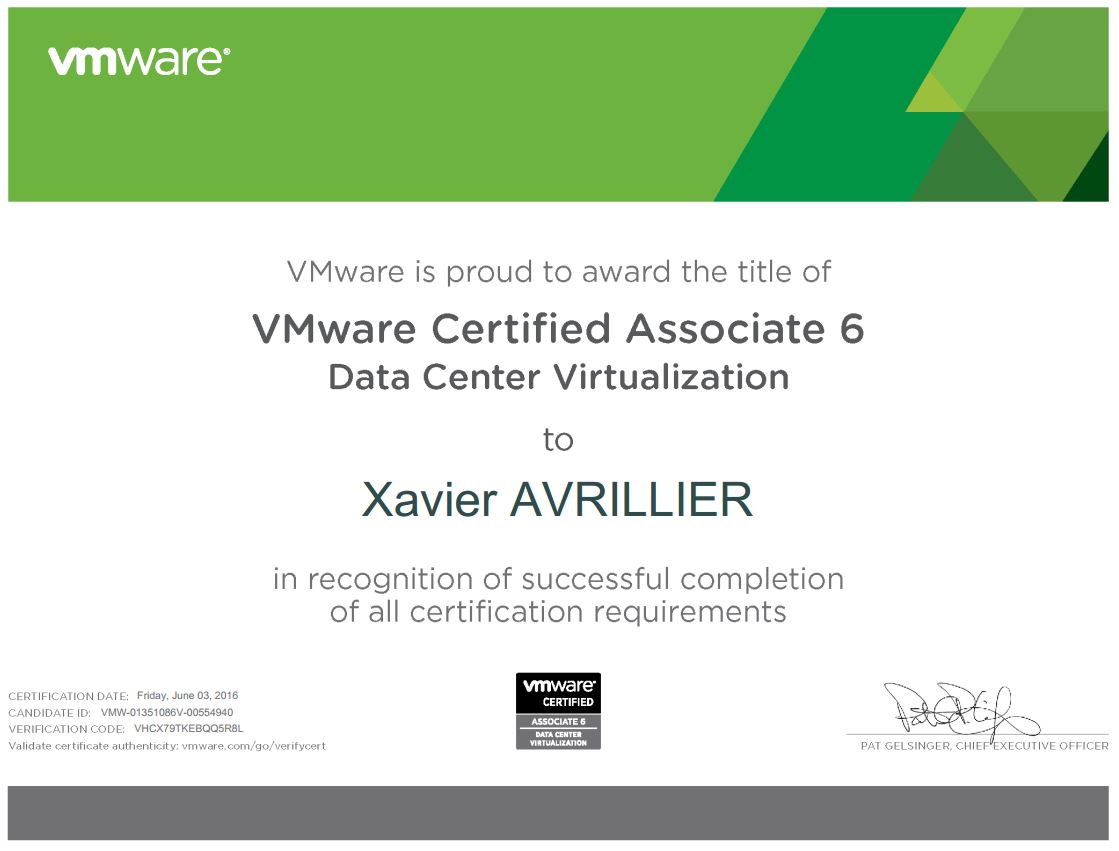 vmware®
VMware is proud to award the title of
VMware Certified Associate 6
Data Center Virtualization
to
Xavier AVRILLIER
in recognition of successful completion
of all certification requirements
CERTIFICATION DATE: Friday, June 03, 2016
CANDIDATE ID: VMW-01351086V-00554940
VERIFICATION CODE: VHCX79TKEBQQ5R8L
Validate certificate authenticity: vmware.com/go/verifycert
vmware®
CERTIFIED
ASSOCIATE 6
DATA CENTER
VIRTUALIZATION
PAT GELSINGER, CHIEF EXECUTIVE OFFICER